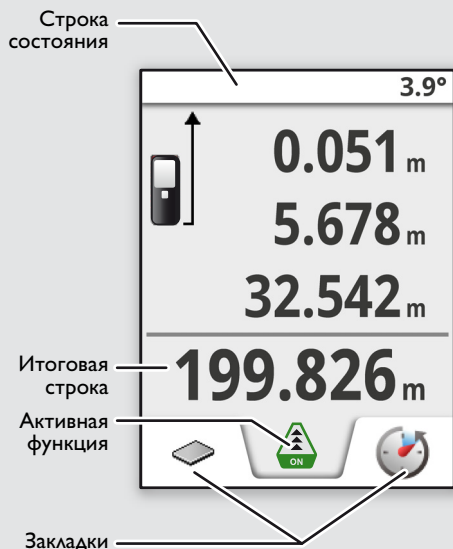 Строка
состояния
3.9°
0.051 m
5.678 m
32.542 m
Итоговая
строка
199.826 m
Активная
функция
ON
Закладки